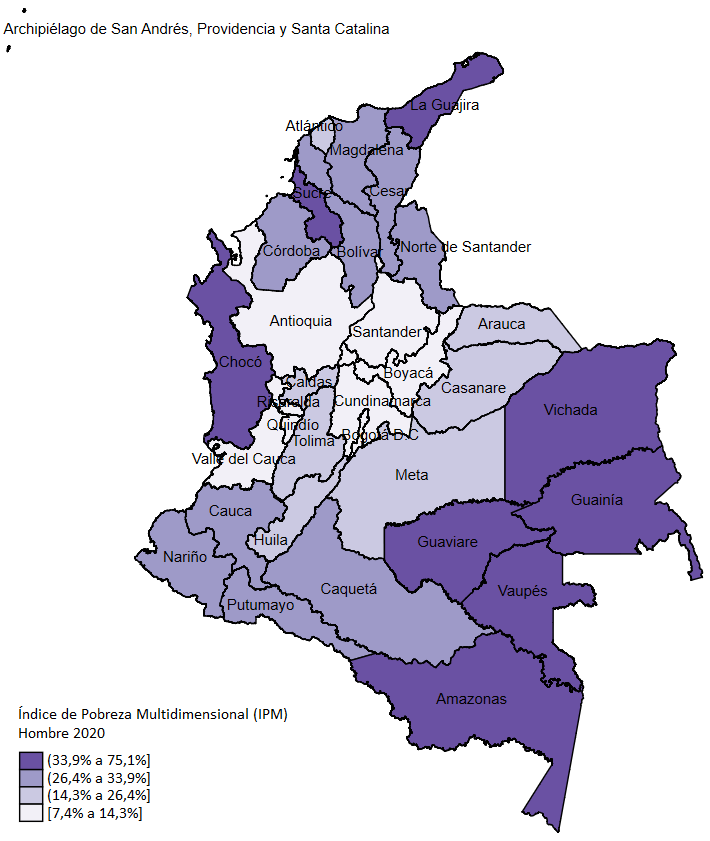 Archipiélago de San Andrés, Providencia y Santa Catalina
La Guajira
Atlántico
Magdalena
Cesar
Sucre
Norte de Santander
Córdoba
Bolívar
Antioquia
Santander
Arauca
Chocó
Boyacá
Caldas
Casanare
Risaralda
Cundinamarca
Vichada
Quindío
Bogotá D.C
Tolima
Valle del Cauca
Meta
Guainía
Cauca
Huila
Guaviare
Nariño
Caquetá
Vaupés
Putumayo
Amazonas
Índice de Pobreza Multidimensional (IPM)
Hombre 2020
(33,9% a 75,1%]
(26,4% a 33,9%]
(14,3% a 26,4%]
[7,4% a 14,3%]